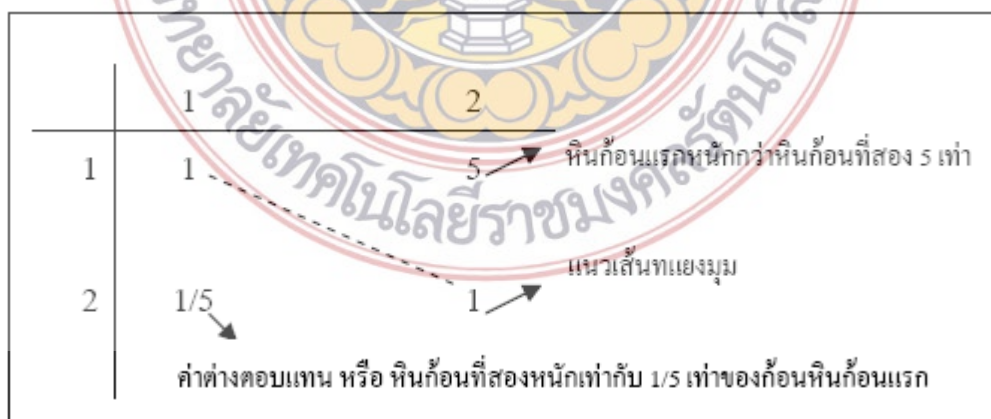 1 2
1 1 5 หินก้อนแรกหนักกว่าหินก้อนที่สอง 5 เท่า
แนวเส้นทแยงมุม
2 1/5 1
ค่าต่างตอบแทน หรือ หินก้อนที่สองหนักเท่ากับ 1/5 เท่าของก้อนหินก้อนแรก